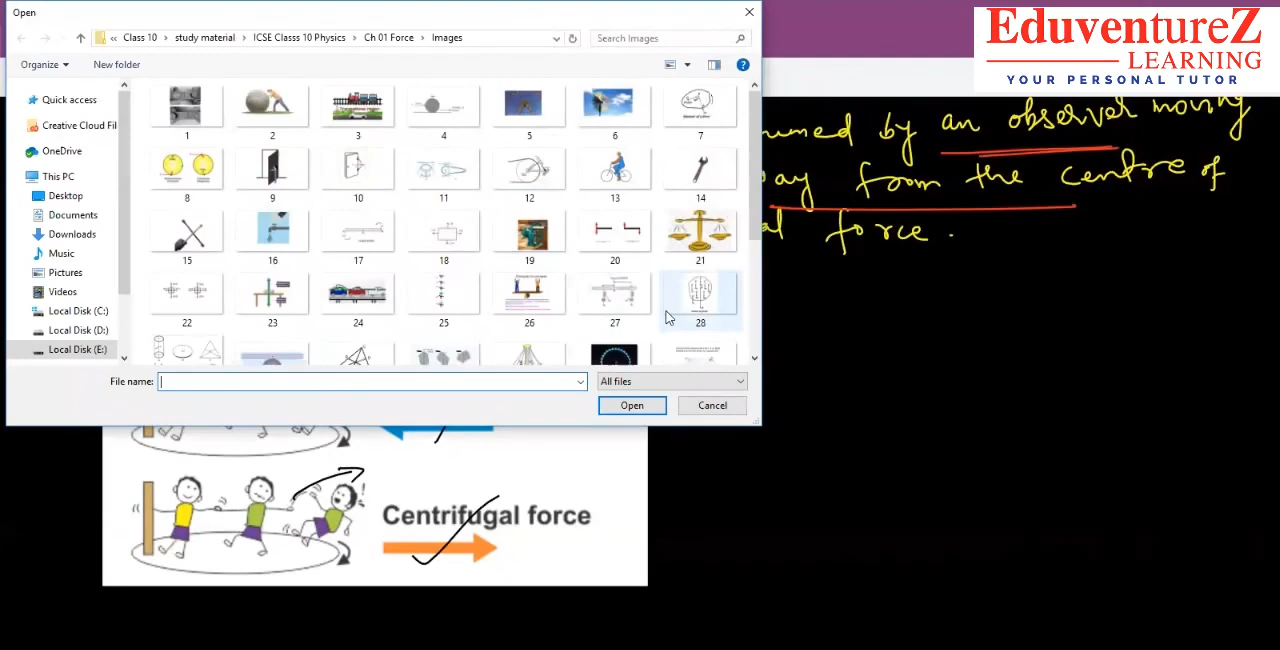 Open
Class 10 > study material > ICSE Classs 10 Physics > Ch 01 Force > Images
Search Images
Organize
New folder
Quick access
Creative Cloud Fil
OneDrive
This PC
Desktop
Documents
Downloads
Music
Pictures
Videos
Local Disk (C:)
Local Disk (D:)
Local Disk (E:)
1 2 3 4 5 6 7
8 9 10 11 12 13 14
15 16 17 18 19 20 21
22 23 24 25 26 27 28
File name:
All files
Open
Cancel
EduventureZ
LEARNING
YOUR PERSONAL TUTOR
by an observer moving
from the centre of
force.
Centrifugal force